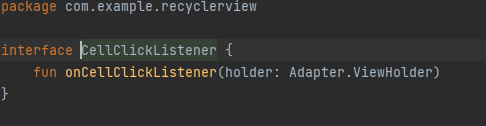 package com.example.recyclerview
interface CellClickListener {
fun onCellClickListener(holder: Adapter.ViewHolder)
}